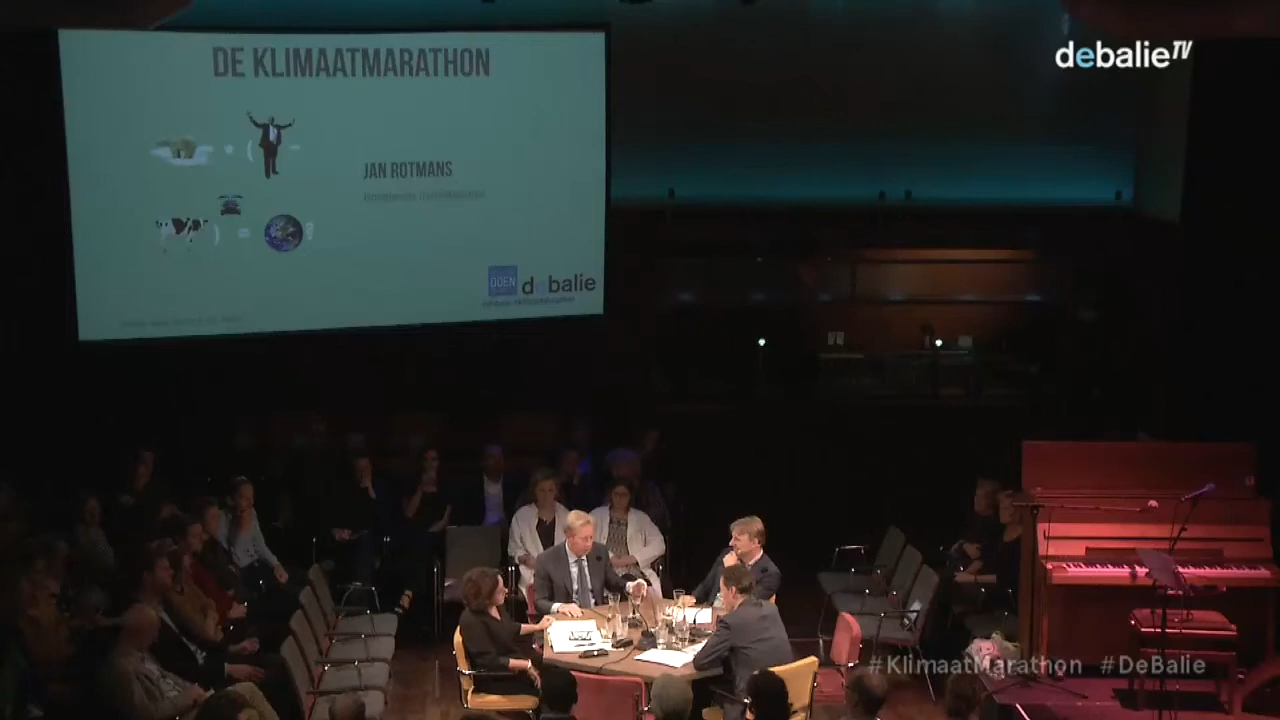 DE KLIMAATMARATHON
debalieTV
JAN ROTMANS
DOEN
debalie
#KlimaatMarathon #DeBalie